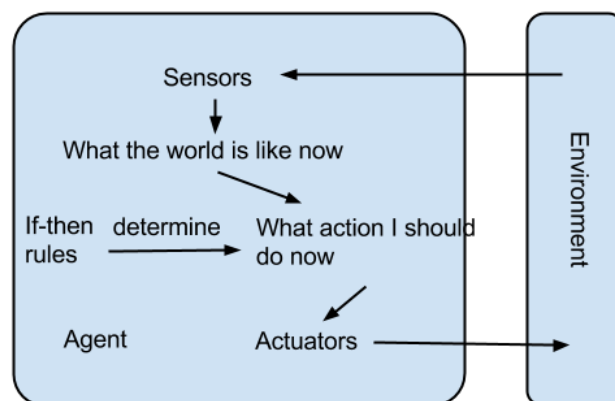 Sensors
What the world is like now
If-then
rules
determine
What action I should
do now
Agent
Actuators
Environment